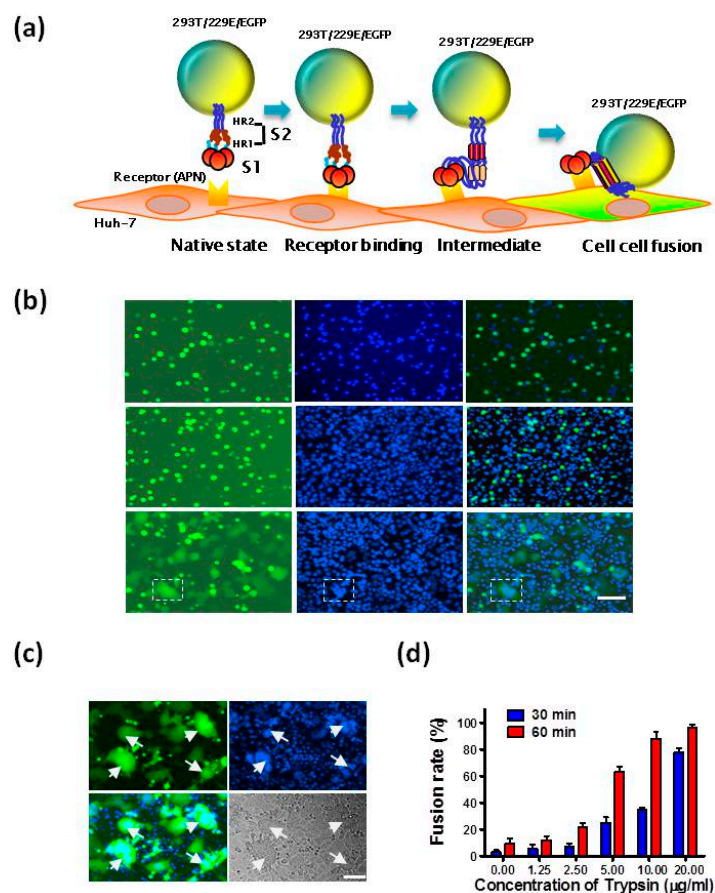 (a)
293T/229E/EGFP
293T/229E/EGFP
293T/229E/EGFP
293T/229E/EGFP
HR2
HR1
S2
S1
Receptor (APN)
Huh-7
Native state
Receptor binding
Intermediate
Cell cell fusion
(b)
(c)
(d)
30 min
60 min
Fusion rate (%)
100
80
60
40
20
0
0.00
1.25
2.50
5.00
10.00
20.00
Concentration of Trypsin (μg/ml)